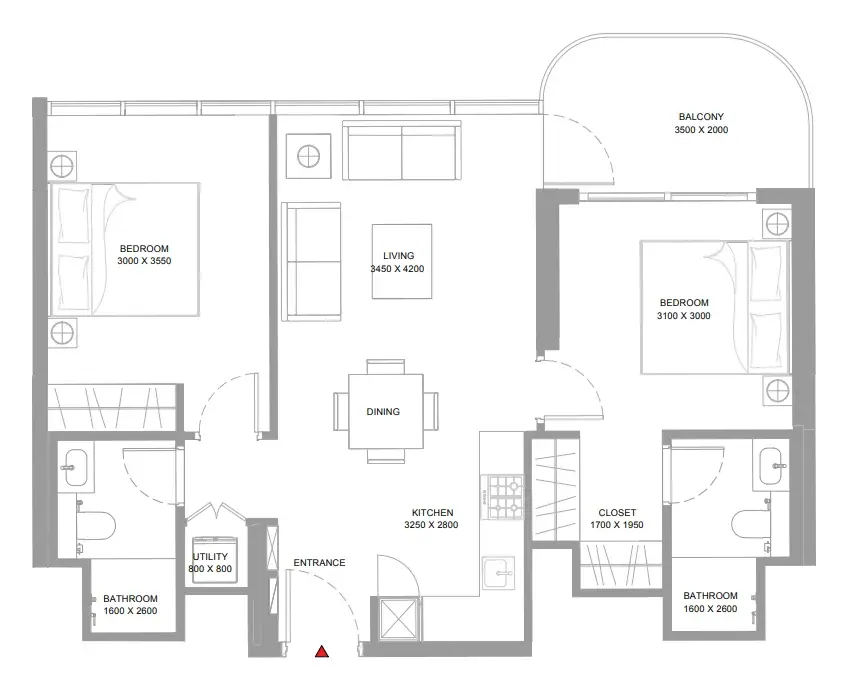 BALCONY
3500 X 2000
BEDROOM
3000 X 3550
LIVING
3450 X 4200
BEDROOM
3100 X 3000
DINING
KITCHEN
3250 X 2800
CLOSET
1700 X 1950
UTILITY
800 X 800
ENTRANCE
BATHROOM
1600 X 2600
BATHROOM
1600 X 2600